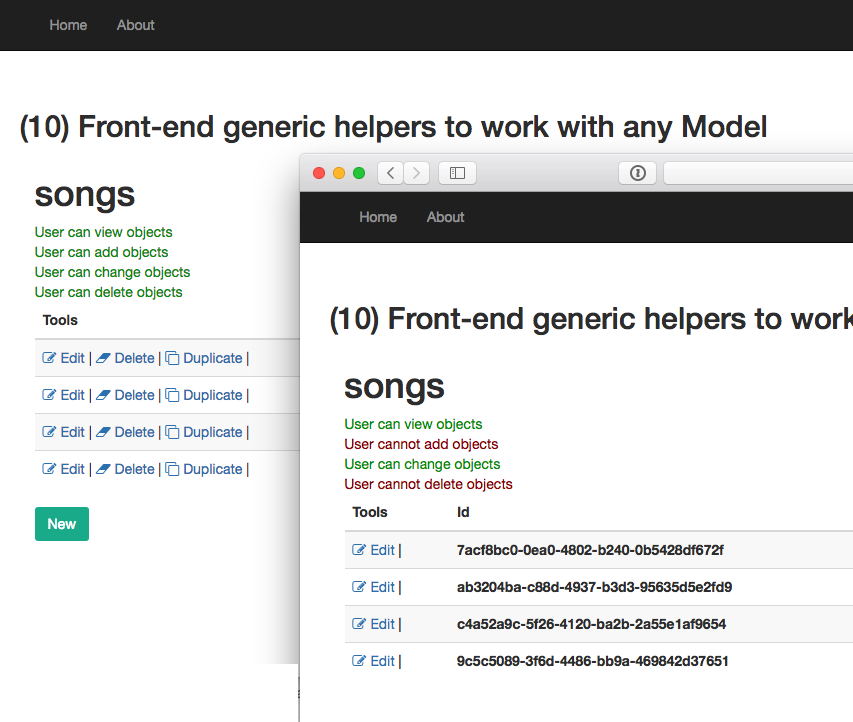 Home About
(10) Front-end generic helpers to work with any Model
songs
User can view objects
User can add objects
User can change objects
User can delete objects
Tools
Edit | Delete | Duplicate |
Edit | Delete | Duplicate |
Edit | Delete | Duplicate |
Edit | Delete | Duplicate |
New
Home About
(10) Front-end generic helpers to work
songs
User can view objects
User cannot add objects
User can change objects
User cannot delete objects
Tools Id
Edit | 7acf8bc0-0ea0-4802-b240-0b5428df672f
Edit | ab3204ba-c88d-4937-b3d3-95635d5e2fd9
Edit | c4a52a9c-5f26-4120-ba2b-2a55e1af9654
Edit | 9c5c5089-3f6d-4486-bb9a-469842d37651